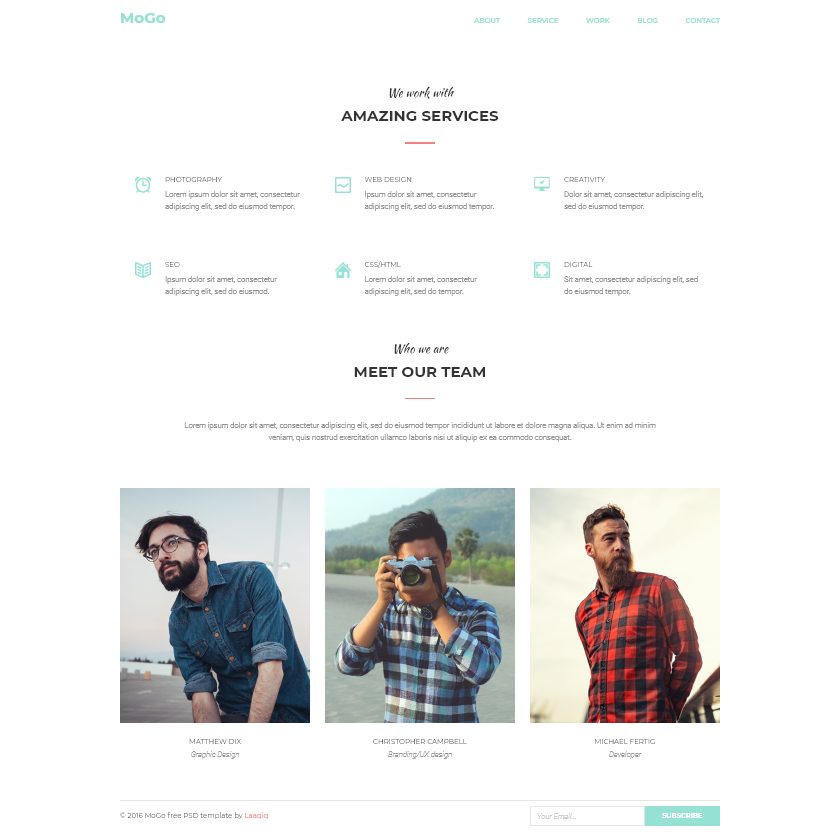 MoGo
ABOUT SERVICE WORK BLOG CONTACT
We work with
AMAZING SERVICES
PHOTOGRAPHY
Lorem ipsum dolor sit amet, consectetur
adipiscing elit, sed do eiusmod tempor.
WEB DESIGN
Ipsum dolor sit amet, consectetur
adipiscing elit, sed do eiusmod tempor.
CREATIVITY
Dolor sit amet, consectetur adipiscing elit,
sed do eiusmod tempor.
SEO
Ipsum dolor sit amet, consectetur
adipiscing elit, sed do eiusmod.
CSS/HTML
Lorem dolor sit amet, consectetur
adipiscing elit, sed do tempor.
DIGITAL
Sit amet, consectetur adipiscing elit, sed
do eiusmod tempor.
Who we are
MEET OUR TEAM
Lorem ipsum dolor sit amet, consectetur adipiscing elit, sed do eiusmod tempor incididunt ut labore et dolore magna aliqua. Ut enim ad minim
veniam, quis nostrud exercitation ullamco laboris nisi ut aliquip ex ea commodo consequat.
MATTHEW DIX
Graphic Design
CHRISTOPHER CAMPBELL
Branding/UX design
MICHAEL FERTIG
Developer
© 2016 MoGo free PSD template by Laaqiq
Your Email...
SUBSCRIBE